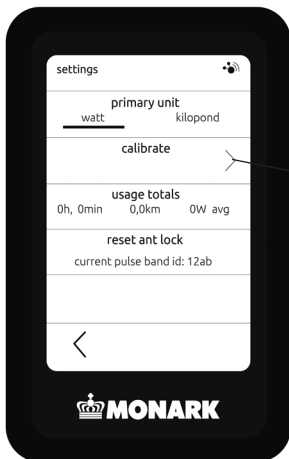 settings
primary unit
watt kilopond
calibrate
usage totals
0h, 0min 0,0km 0W avg
reset ant lock
current pulse band id: 12ab
MONARK